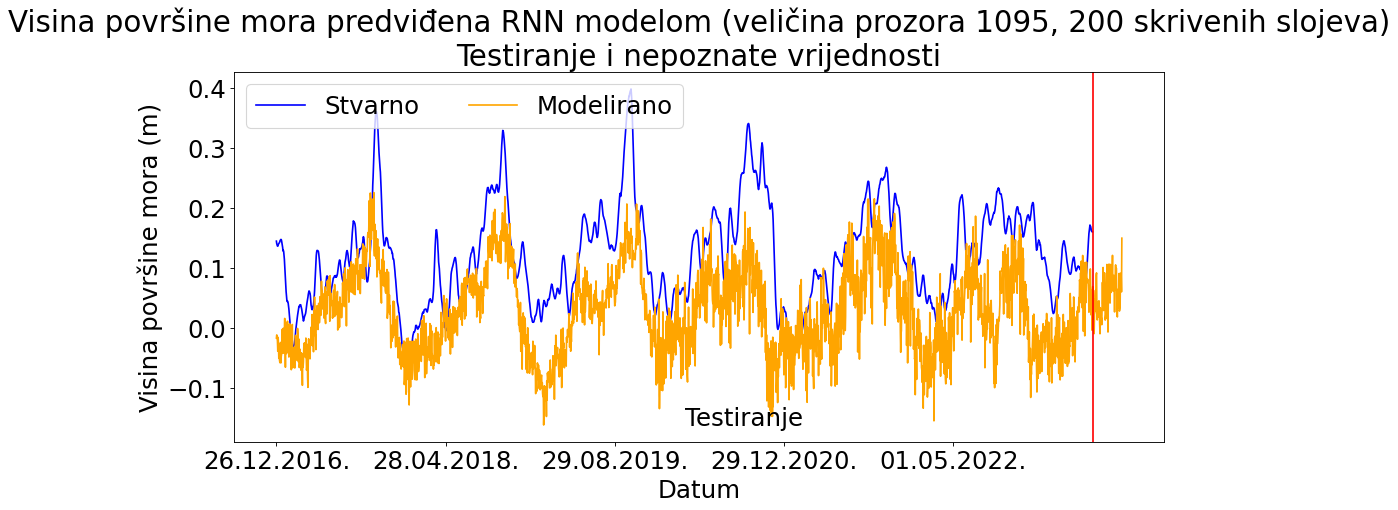 Visina površine mora predviđena RNN modelom (veličina prozora 1095, 200 skrivenih slojeva)
Testiranje i nepoznate vrijednosti
Stvarno
Modelirano
Visina površine mora (m)
0.4
0.3
0.2
0.1
0.0
−0.1
Testiranje
26.12.2016.
28.04.2018.
29.08.2019.
29.12.2020.
01.05.2022.
Datum